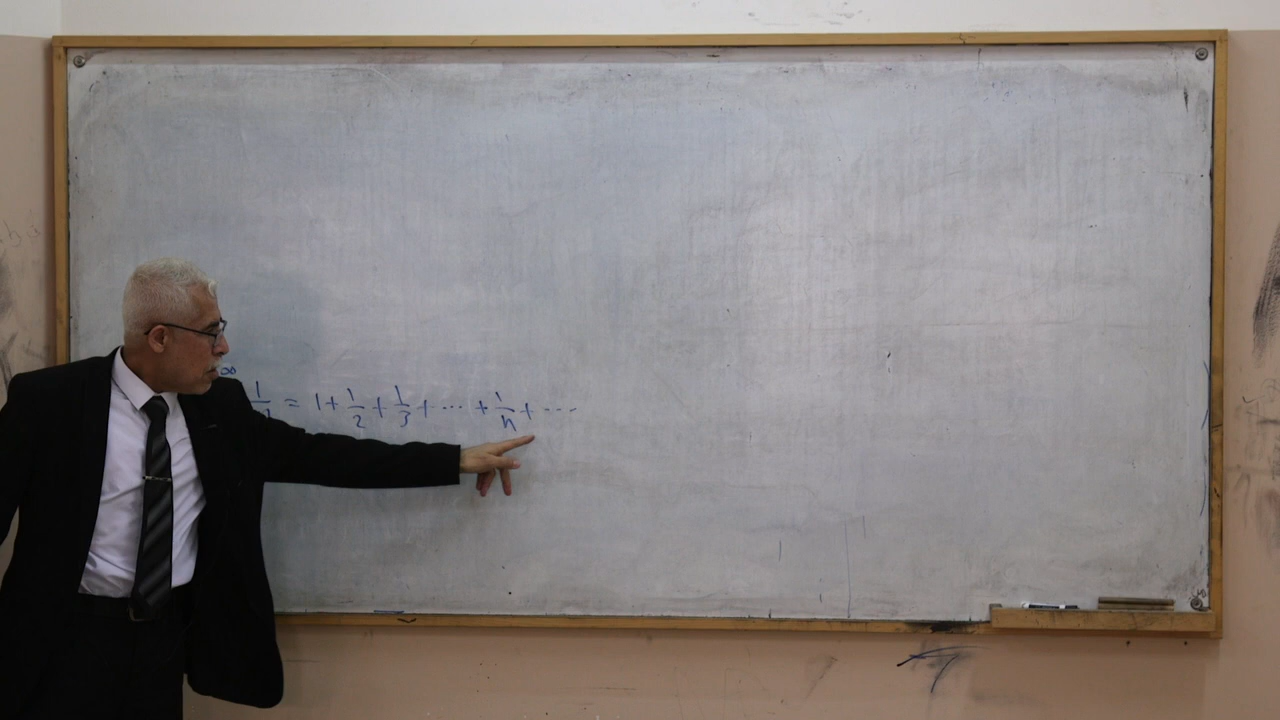 ∞
1/n = 1 + 1/2 + 1/3 + ... + 1/n + ...